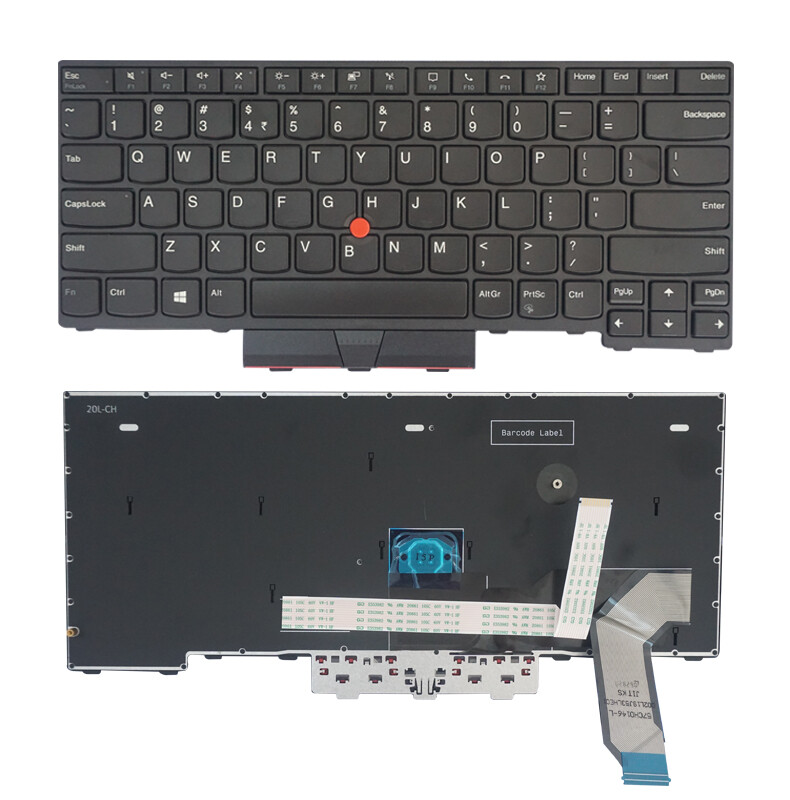 Esc Home End Insert Delete
FnLock F1 F2 F3 F4 F5 F6 F7 F8 F9 F10 F11 F12
~ ! @ # $ % ^ & * ( ) — +
` 1 2 3 4 ₹ 5 6 7 8 9 0 - = Backspace
Tab Q W E R T Y U I O P { [ } ] | \
CapsLock A S D F G H J K L : ; " ' Enter
Shift Z X C V B N M < , > . ? / Shift
Fn Ctrl Alt AltGr PrtSc Ctrl PgUp ↑ PgDn
← ↓ →
20L-CH
Barcode Label
JITKS
57CH0146-L